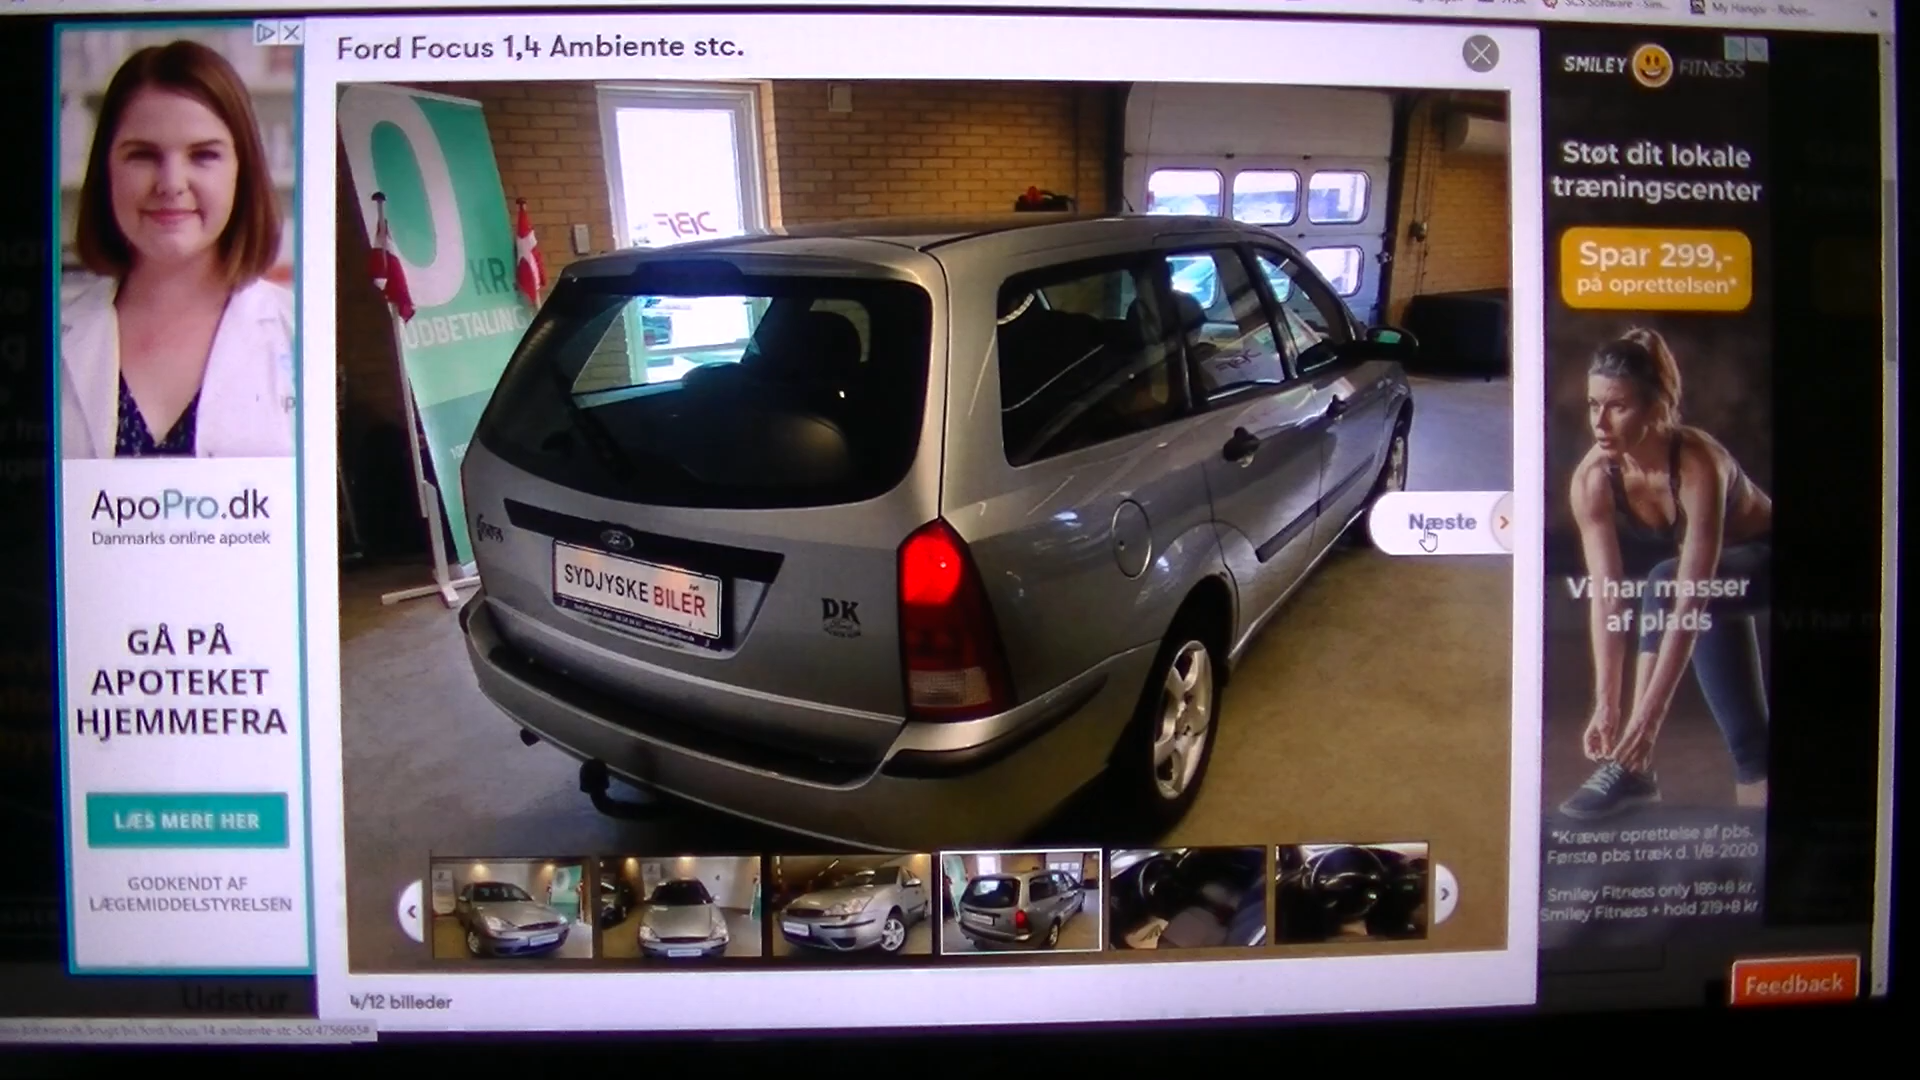 Ford Focus 1,4 Ambiente stc.
ApoPro.dk
Danmarks online apotek
GÅ PÅ
APOTEKET
HJEMMEFRA
LÆS MERE HER
GODKENDT AF
LÆGEMIDDELSTYRELSEN
0
KR.
UDBETALING
SYDJYSKE BILER
DK
Næste
4/12 billeder
SMILEY FITNESS
Støt dit lokale
træningscenter
Spar 299,-
på oprettelsen*
Vi har masser
af plads
*Kræver oprettelse af pbs.
Første pbs træk d. 1/8-2020
Smiley Fitness only 189+8 kr.
Smiley Fitness + hold 219+8 kr.
Feedback
Udstyr